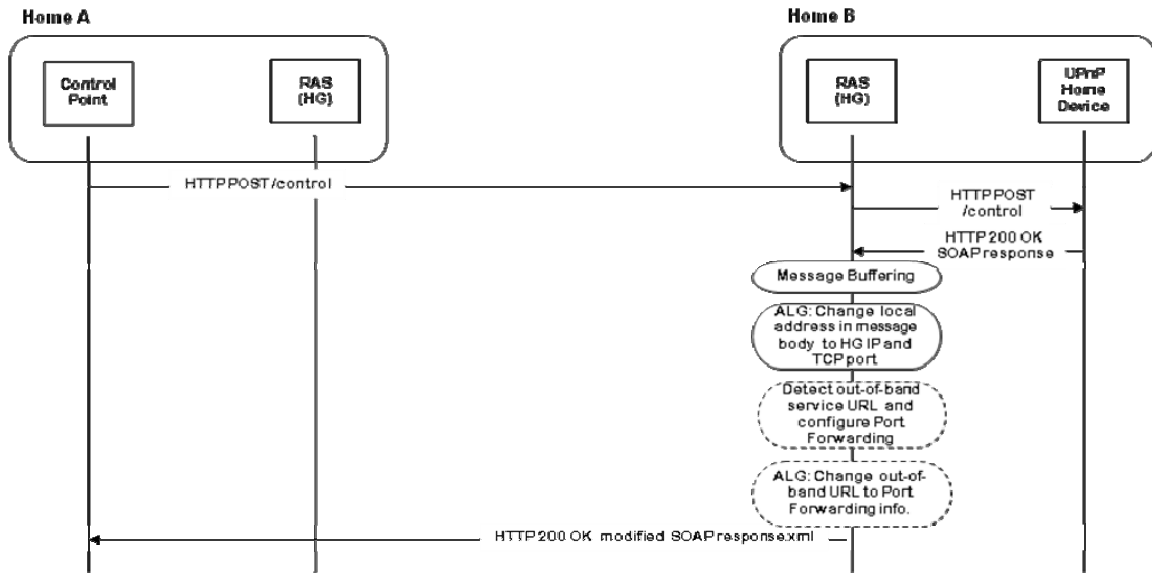 Home A
Home B
Control
Point
RAS
(HG)
RAS
(HG)
UPnP
Home
Device
HTTP POST /control
HTTP POST
/control
HTTP 200 OK
SOAP response
Message Buffering
ALG: Change local
address in message
body to HG IP and
TCP port
Detect out-of-band
service URL and
configure Port
Forwarding
ALG: Change out-of-
band URL to Port
Forwarding info.
HTTP 200 OK modified SOAP response.xml